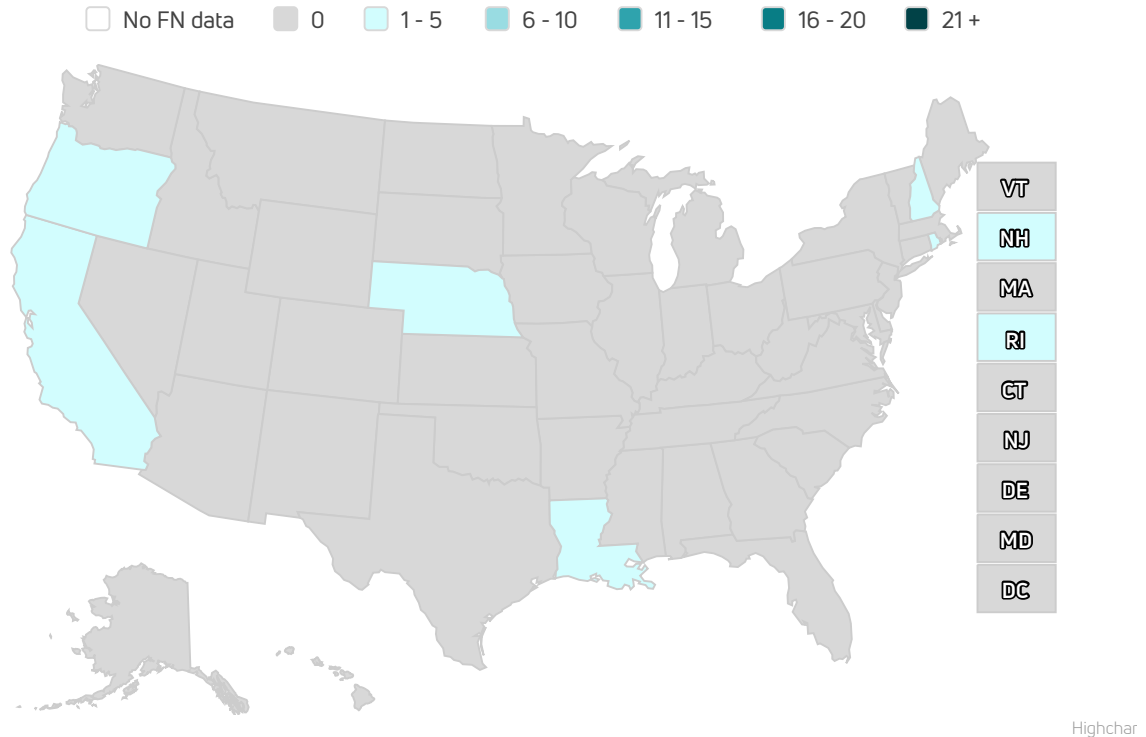 No FN data 0 1 - 5 6 - 10 11 - 15 16 - 20 21 +
VT
NH
MA
RI
CT
NJ
DE
MD
DC
Highchar